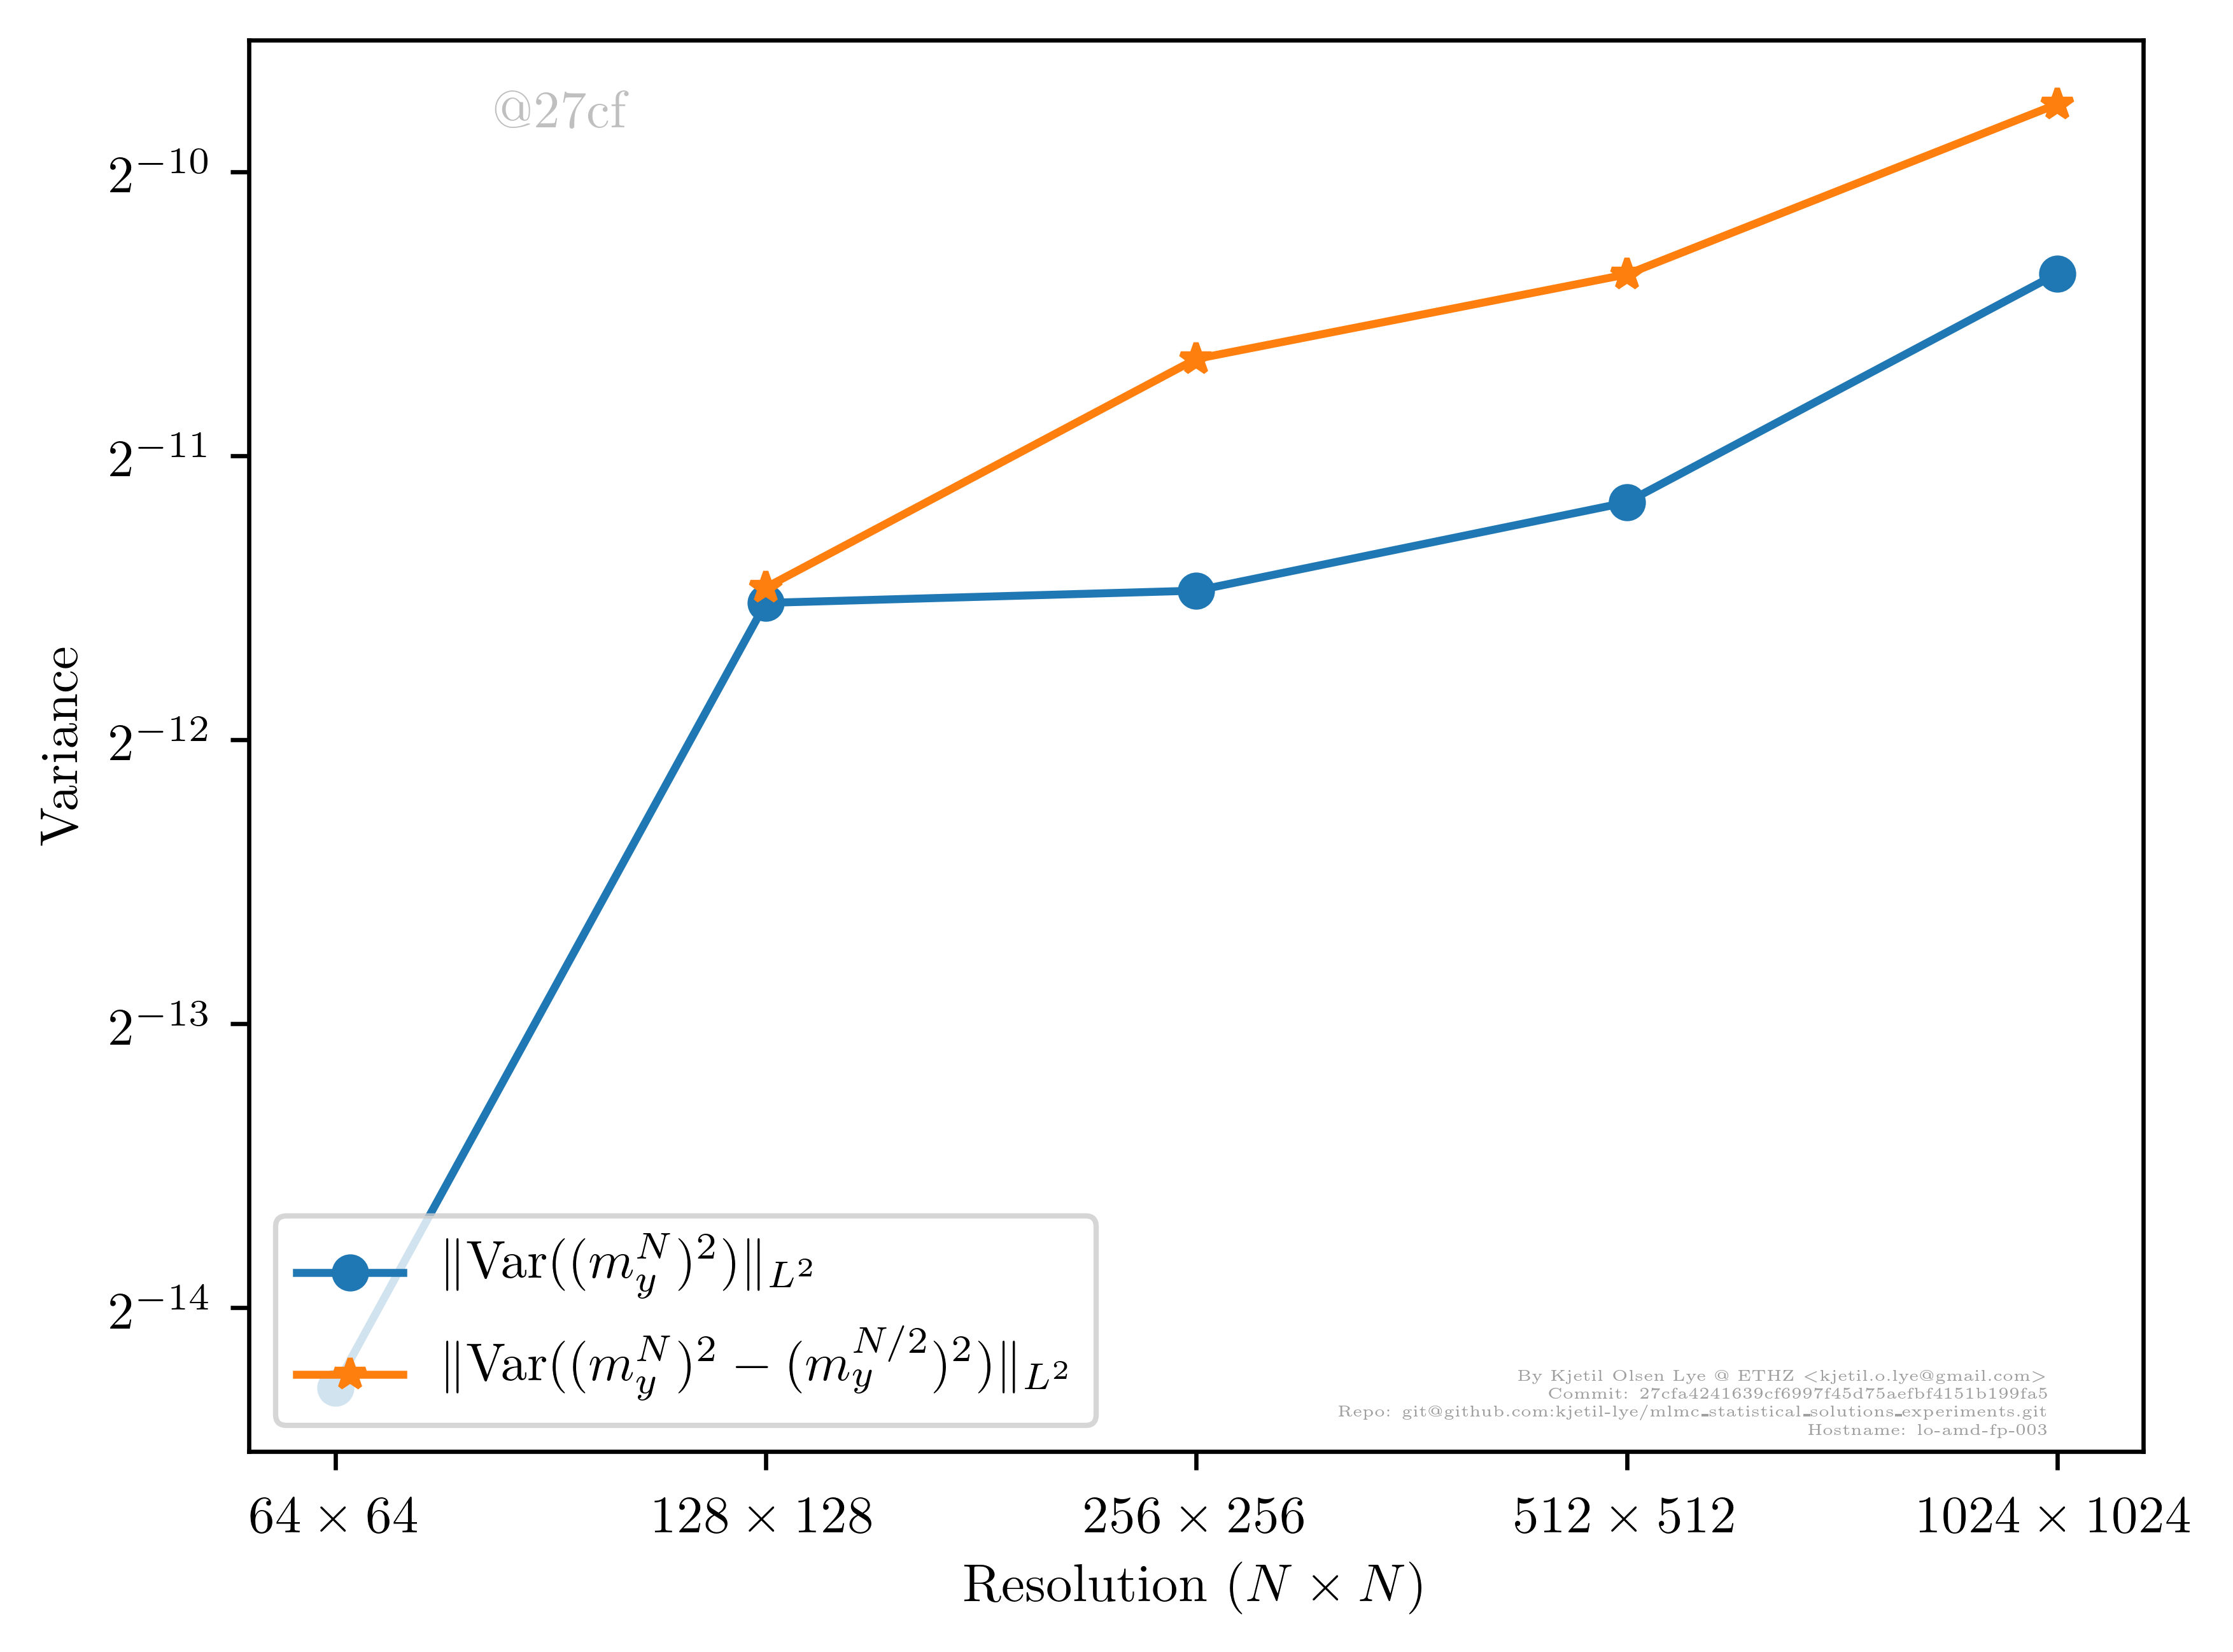 @27cf
2^{-10}
2^{-11}
2^{-12}
2^{-13}
2^{-14}
Variance
‖Var((m_y^N)^2)‖_{L^2}
‖Var((m_y^N)^2 − (m_y^{N/2})^2)‖_{L^2}
By Kjetil Olsen Lye @ ETHZ <kjetil.o.lye@gmail.com>
Commit: 27cfa4241639cf6997f45d75aefbf4151b199fa5
Repo: git@github.com:kjetil-lye/mlmc_statistical_solutions_experiments.git
Hostname: lo-amd-fp-003
64 × 64 128 × 128 256 × 256 512 × 512 1024 × 1024
Resolution (N × N)